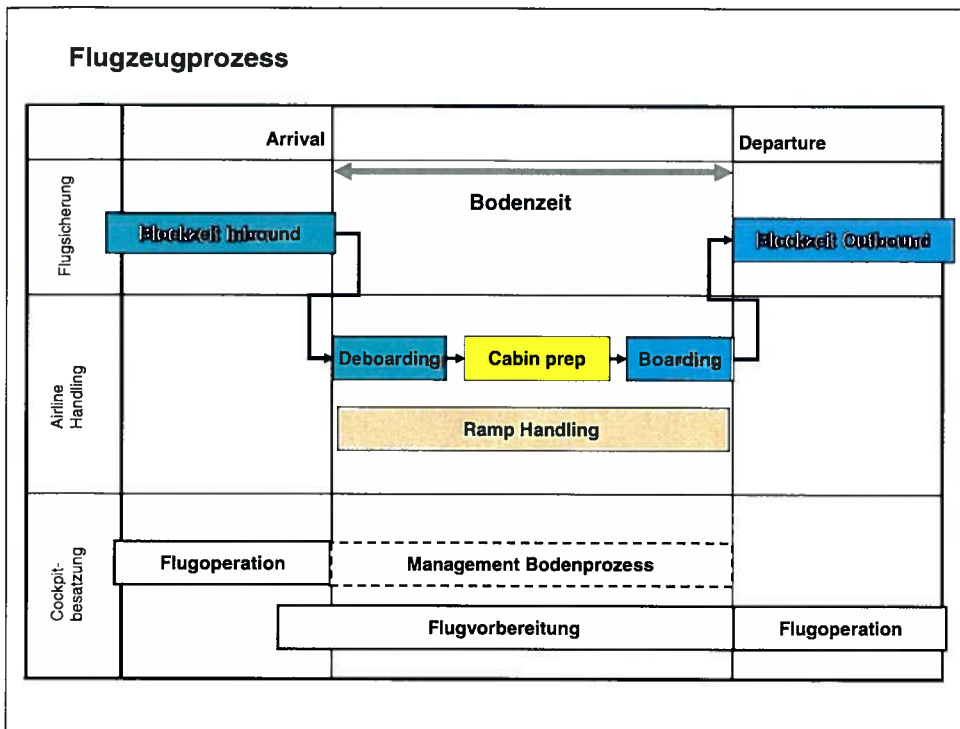 Flugzeugprozess
Arrival
Departure
Flugsicherung
Bodenzeit
Blockzeit Inbound
Blockzeit Outbound
Airline
Handling
Deboarding
Cabin prep
Boarding
Ramp Handling
Cockpit-
besatzung
Flugoperation
Management Bodenprozess
Flugvorbereitung
Flugoperation